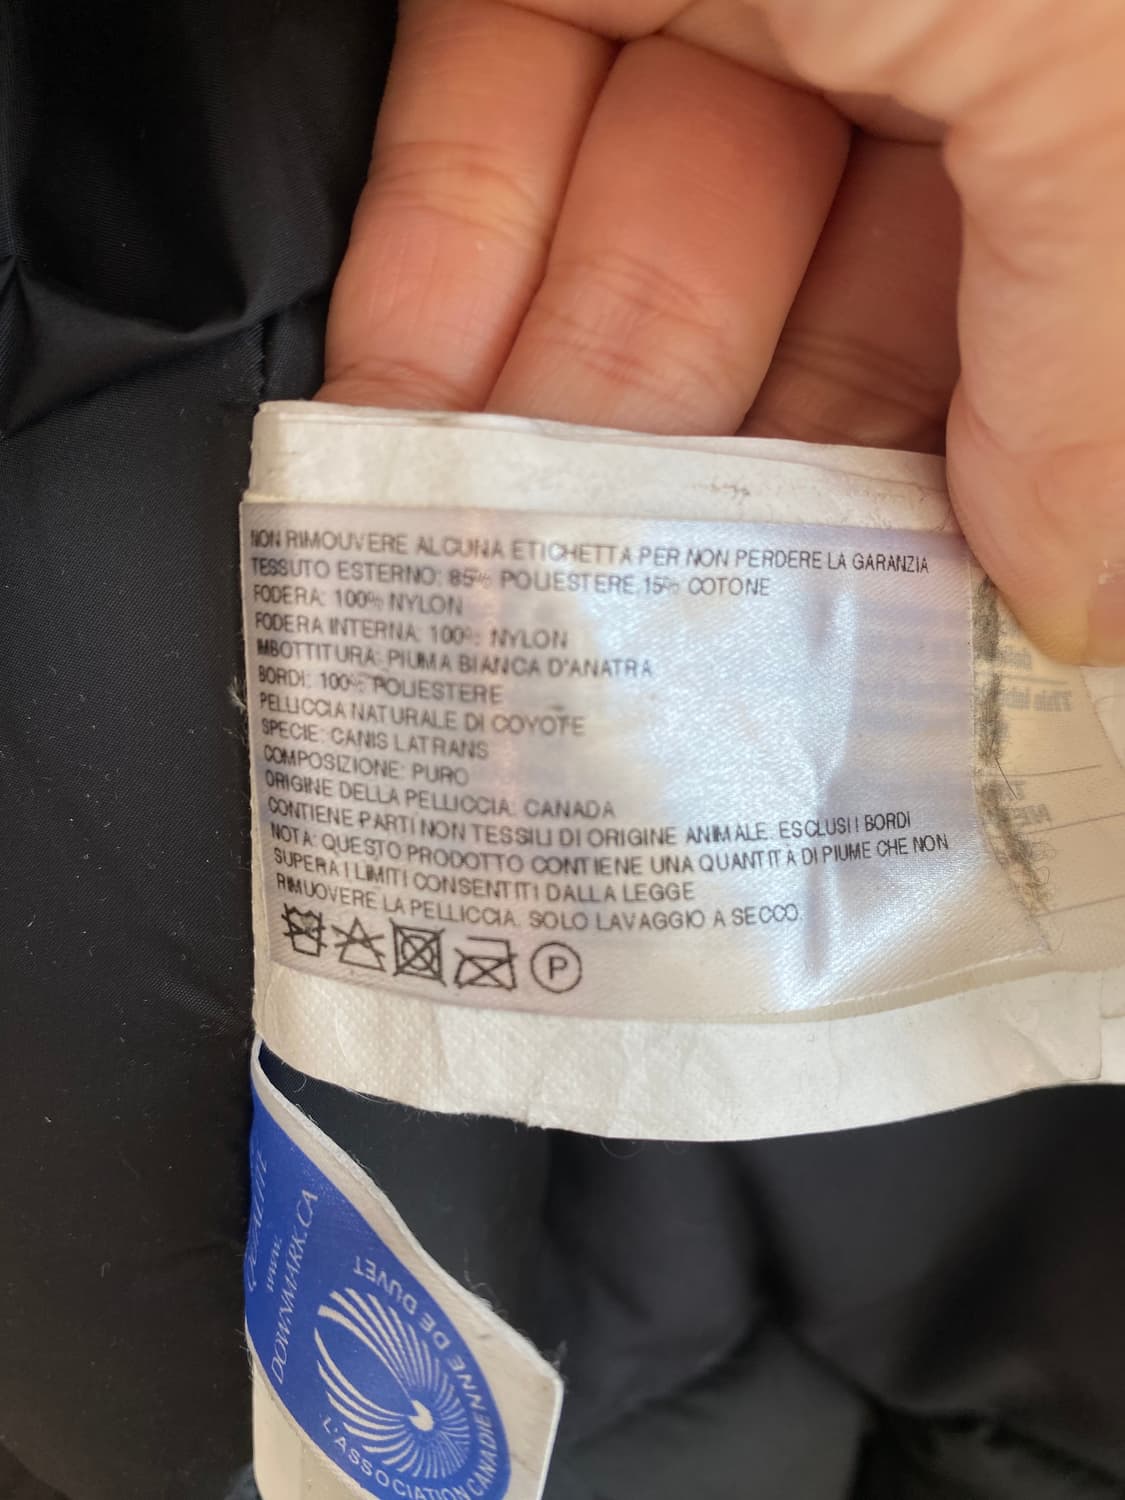 NON RIMOUVERE ALCUNA ETICHETTA PER NON PERDERE LA GARANZIA
TESSUTO ESTERNO: 85% POLIESTERE, 15% COTONE
FODERA: 100% NYLON
FODERA INTERNA: 100% NYLON
IMBOTTITURA: PIUMA BIANCA D'ANATRA
BORDI: 100% POLIESTERE
PELLICCIA NATURALE DI COYOTE
SPECIE: CANIS LATRANS
COMPOSIZIONE: PURO
ORIGINE DELLA PELLICCIA: CANADA
CONTIENE PARTI NON TESSILI DI ORIGINE ANIMALE. ESCLUSI I BORDI
NOTA: QUESTO PRODOTTO CONTIENE UNA QUANTITA DI PIUME CHE NON
SUPERA I LIMITI CONSENTITI DALLA LEGGE
RIMUOVERE LA PELLICCIA. SOLO LAVAGGIO A SECCO.
P
WWW.
DOWNMARK.CA
L'ASSOCIATION CANADIENNE DE DUVET